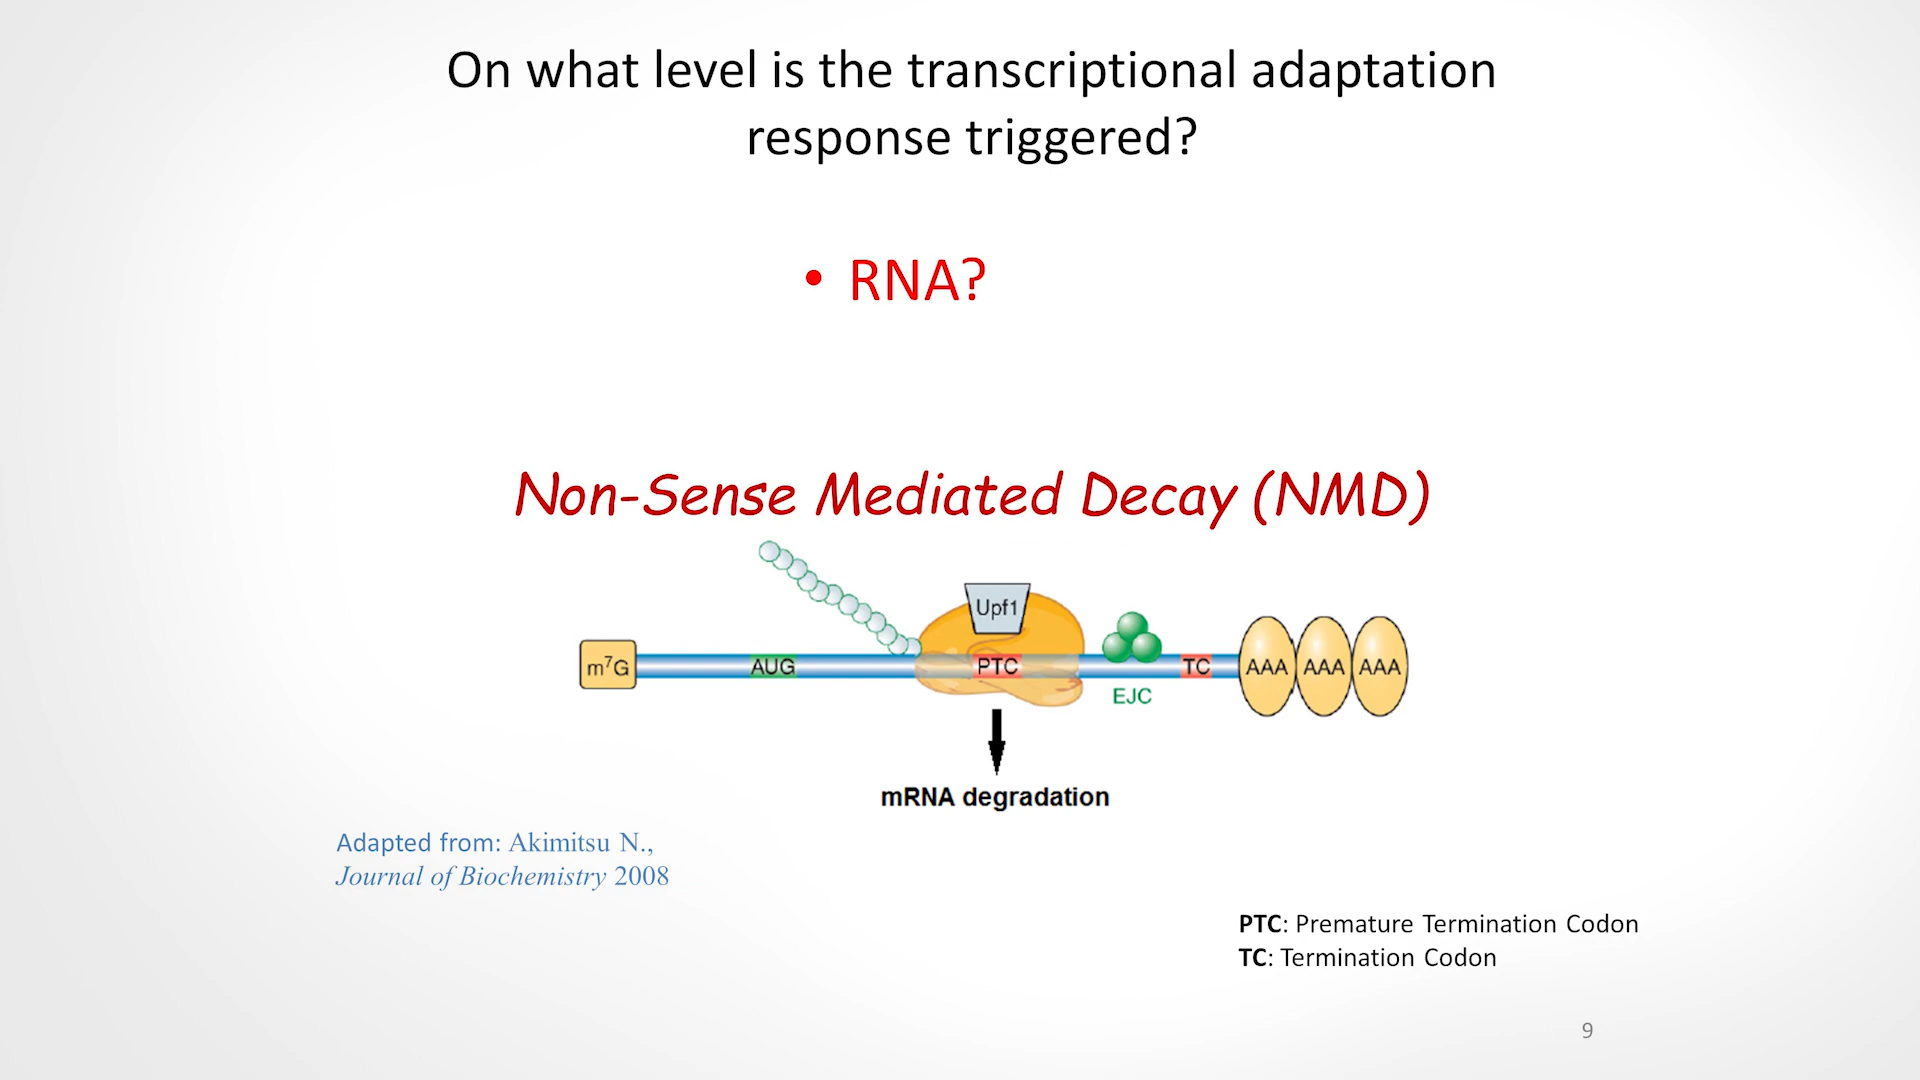 On what level is the transcriptional adaptation
response triggered?
• RNA?
Non-Sense Mediated Decay (NMD)
Upf1
m⁷G AUG PTC TC AAA AAA AAA
EJC
mRNA degradation
Adapted from: Akimitsu N.,
Journal of Biochemistry 2008
PTC: Premature Termination Codon
TC: Termination Codon
9